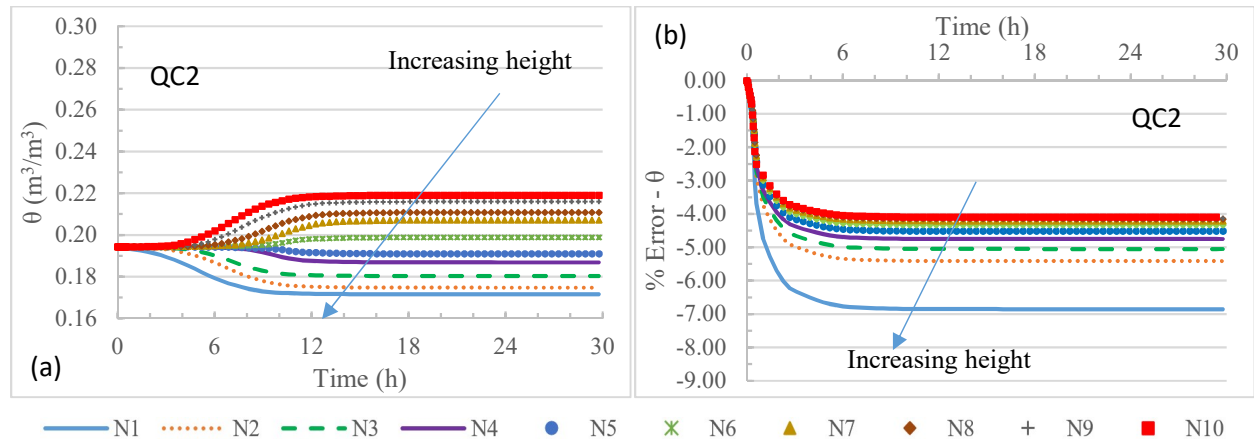 0.30
0.28
0.26
0.24
0.22
0.20
0.18
0.16
θ (m³/m³)
QC2
Increasing height
0 6 12 18 24 30
Time (h)
(a)
(b)
Time (h)
0 6 12 18 24 30
0.00
-1.00
-2.00
-3.00
-4.00
-5.00
-6.00
-7.00
-8.00
-9.00
% Error - θ
QC2
Increasing height
N1 N2 N3 N4 N5 N6 N7 N8 N9 N10